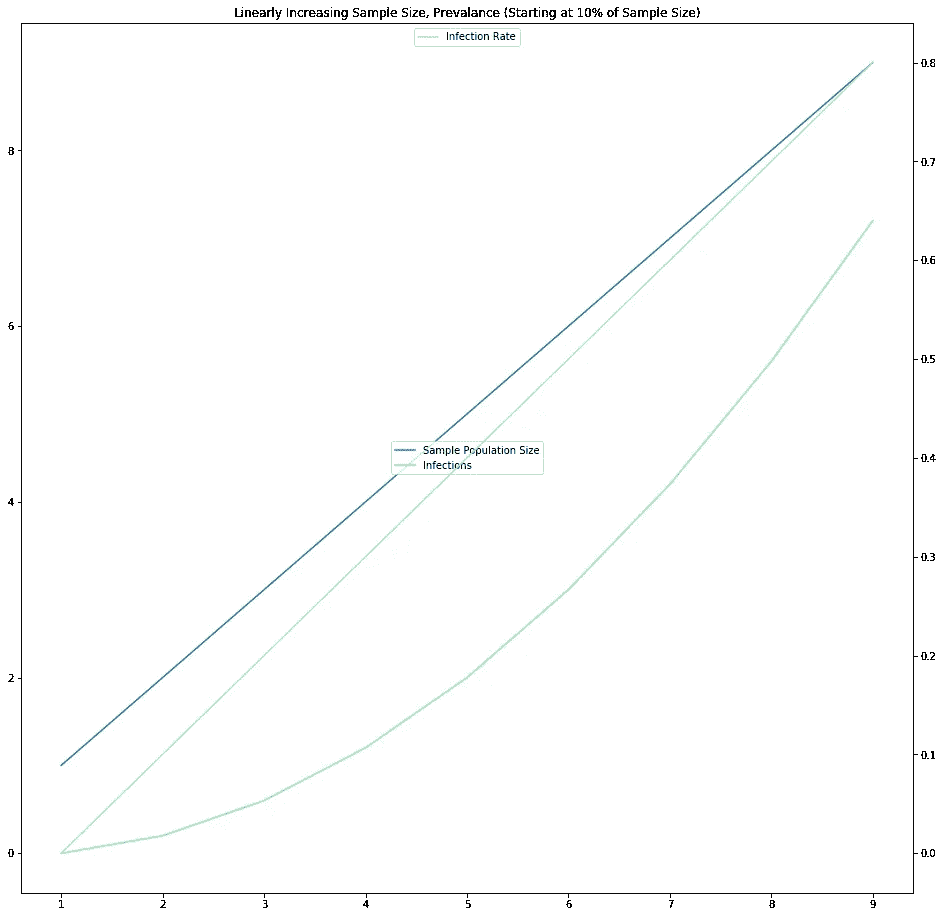 Linearly Increasing Sample Size, Prevalance (Starting at 10% of Sample Size)
Infection Rate
Sample Population Size
Infections
8
6
4
2
0
0.8
0.7
0.6
0.5
0.4
0.3
0.2
0.1
0.0
1 2 3 4 5 6 7 8 9